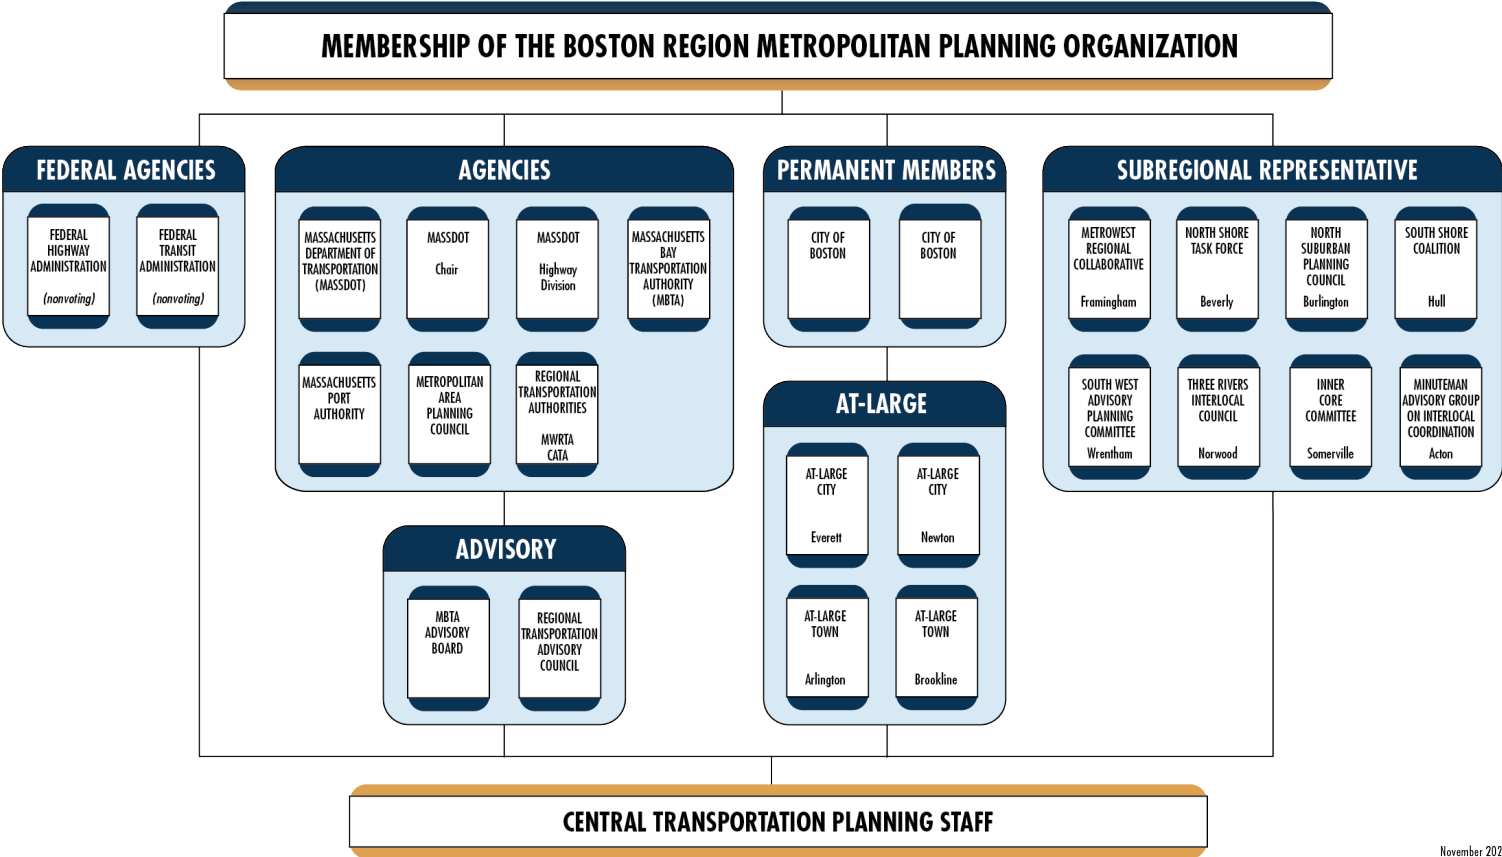 MEMBERSHIP OF THE BOSTON REGION METROPOLITAN PLANNING ORGANIZATION
FEDERAL AGENCIES
FEDERAL
HIGHWAY
ADMINISTRATION
(nonvoting)
FEDERAL
TRANSIT
ADMINISTRATION
(nonvoting)
AGENCIES
MASSACHUSETTS
DEPARTMENT OF
TRANSPORTATION
(MASSDOT)
MASSDOT
Chair
MASSDOT
Highway
Division
MASSACHUSETTS
BAY
TRANSPORTATION
AUTHORITY
(MBTA)
MASSACHUSETTS
PORT
AUTHORITY
METROPOLITAN
AREA
PLANNING
COUNCIL
REGIONAL
TRANSPORTATION
AUTHORITIES
MWRTA
CATA
ADVISORY
MBTA
ADVISORY
BOARD
REGIONAL
TRANSPORTATION
ADVISORY
COUNCIL
PERMANENT MEMBERS
CITY OF
BOSTON
CITY OF
BOSTON
AT-LARGE
AT-LARGE
CITY
Everett
AT-LARGE
CITY
Newton
AT-LARGE
TOWN
Arlington
AT-LARGE
TOWN
Brookline
SUBREGIONAL REPRESENTATIVE
METROWEST
REGIONAL
COLLABORATIVE
Framingham
NORTH SHORE
TASK FORCE
Beverly
NORTH
SUBURBAN
PLANNING
COUNCIL
Burlington
SOUTH SHORE
COALITION
Hull
SOUTH WEST
ADVISORY
PLANNING
COMMITTEE
Wrentham
THREE RIVERS
INTERLOCAL
COUNCIL
Norwood
INNER
CORE
COMMITTEE
Somerville
MINUTEMAN
ADVISORY GROUP
ON INTERLOCAL
COORDINATION
Acton
CENTRAL TRANSPORTATION PLANNING STAFF
November 202